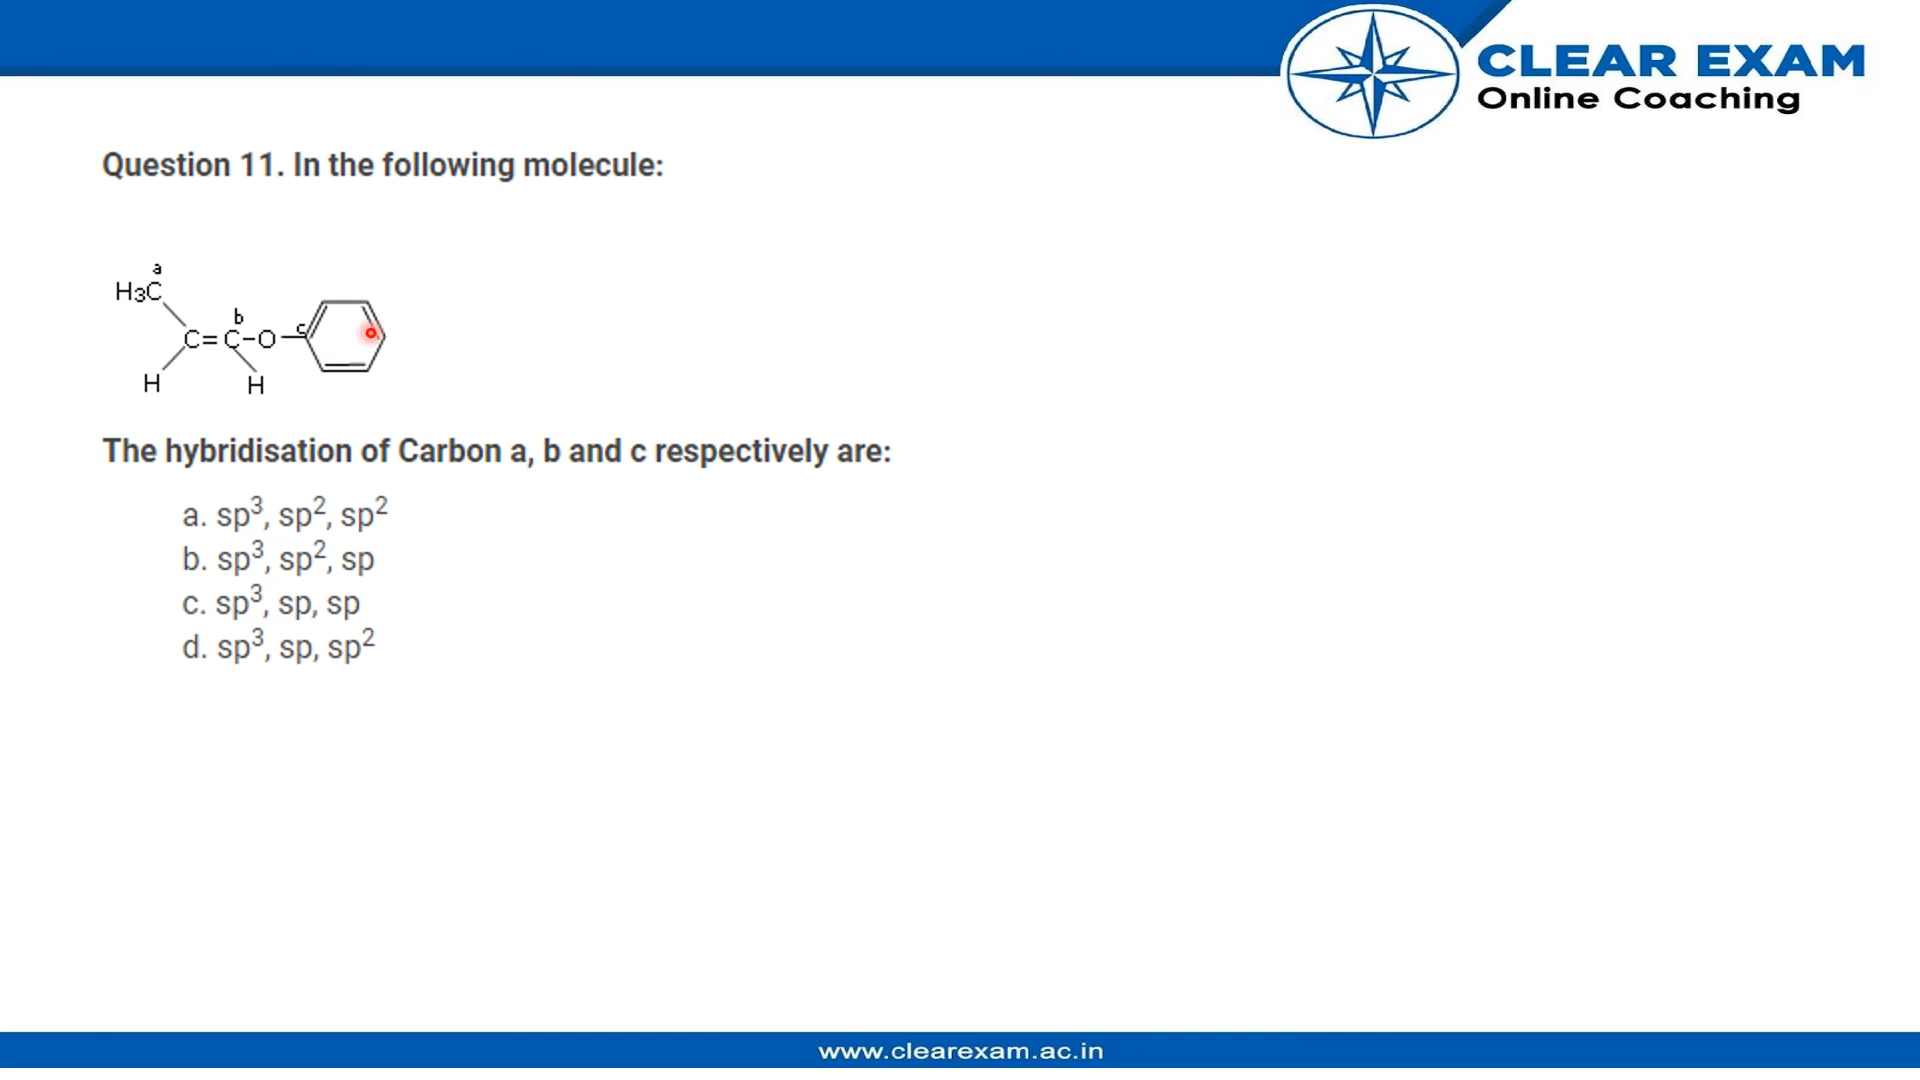 CLEAR EXAM
Online Coaching
Question 11. In the following molecule:
a
H₃C
b
c
C=C-O
H
H
The hybridisation of Carbon a, b and c respectively are:
a. sp³, sp², sp²
b. sp³, sp², sp
c. sp³, sp, sp
d. sp³, sp, sp²
www.clearexam.ac.in